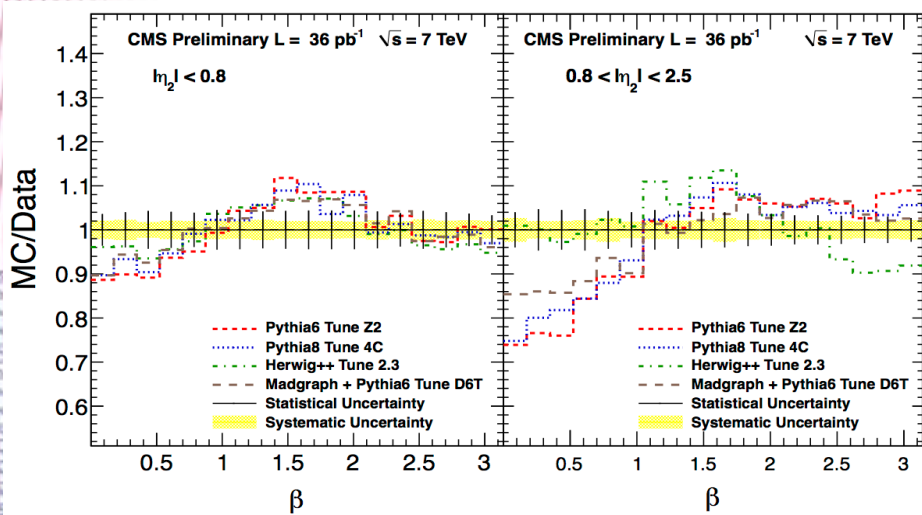 CMS Preliminary L = 36 pb⁻¹ √s = 7 TeV
|η₂| < 0.8
1.4
1.3
1.2
1.1
1
0.9
0.8
0.7
0.6
MC/Data
Pythia6 Tune Z2
Pythia8 Tune 4C
Herwig++ Tune 2.3
Madgraph + Pythia6 Tune D6T
Statistical Uncertainty
Systematic Uncertainty
0.5 1 1.5 2 2.5 3
β
CMS Preliminary L = 36 pb⁻¹ √s = 7 TeV
0.8 < |η₂| < 2.5
Pythia6 Tune Z2
Pythia8 Tune 4C
Herwig++ Tune 2.3
Madgraph + Pythia6 Tune D6T
Statistical Uncertainty
Systematic Uncertainty
0.5 1 1.5 2 2.5 3
β